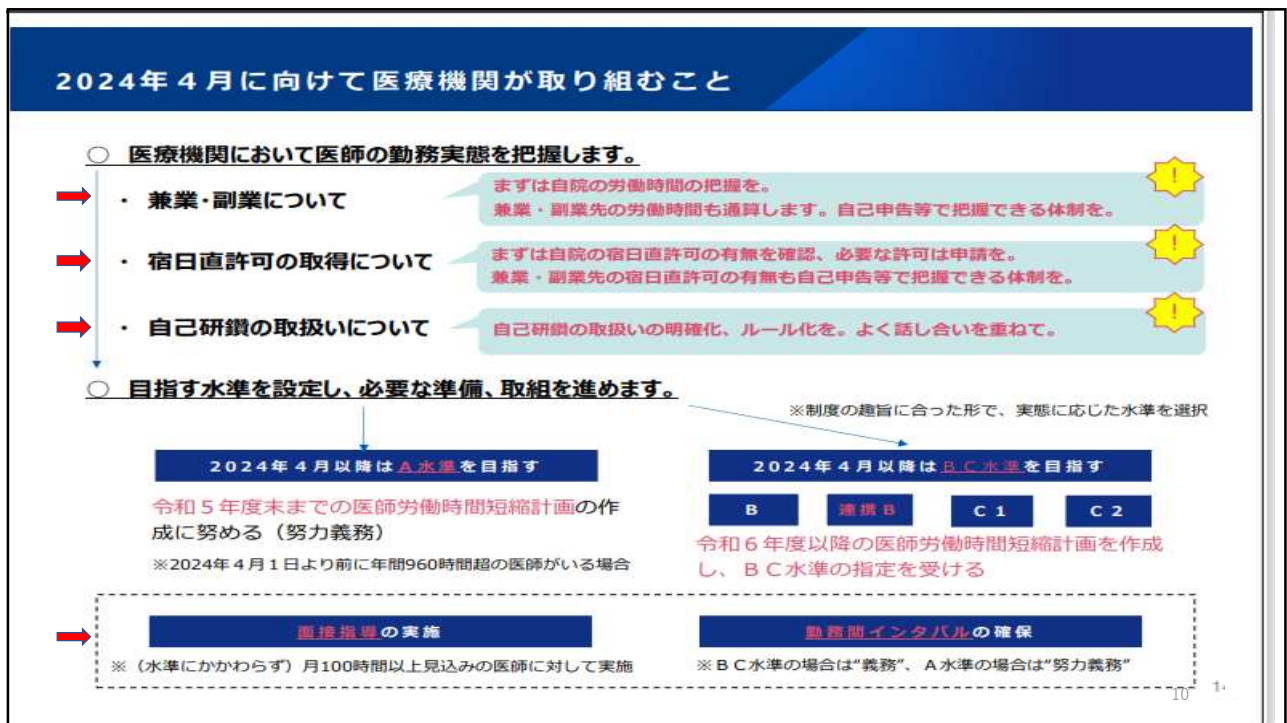 2024年4月に向けて医療機関が取り組むこと
○ 医療機関において医師の勤務実態を把握します。
・ 兼業・副業について
まずは自院の労働時間の把握を。
兼業・副業先の労働時間も通算します。自己申告等で把握できる体制を。
!
・ 宿日直許可の取得について
まずは自院の宿日直許可の有無を確認、必要な許可は申請を。
兼業・副業先の宿日直許可の有無も自己申告等で把握できる体制を。
!
・ 自己研鑽の取扱いについて
自己研鑽の取扱いの明確化、ルール化を。よく話し合いを重ねて。
!
○ 目指す水準を設定し、必要な準備、取組を進めます。
※制度の趣旨に合った形で、実態に応じた水準を選択
2024年4月以降はA水準を目指す
令和5年度末までの医師労働時間短縮計画の作
成に努める（努力義務）
※2024年4月1日より前に年間960時間超の医師がいる場合
2024年4月以降はBC水準を目指す
B 連携B C1 C2
令和6年度以降の医師労働時間短縮計画を作成
し、BC水準の指定を受ける
面接指導の実施
※（水準にかかわらず）月100時間以上見込みの医師に対して実施
勤務間インタバルの確保
※BC水準の場合は“義務”、A水準の場合は“努力義務”
10